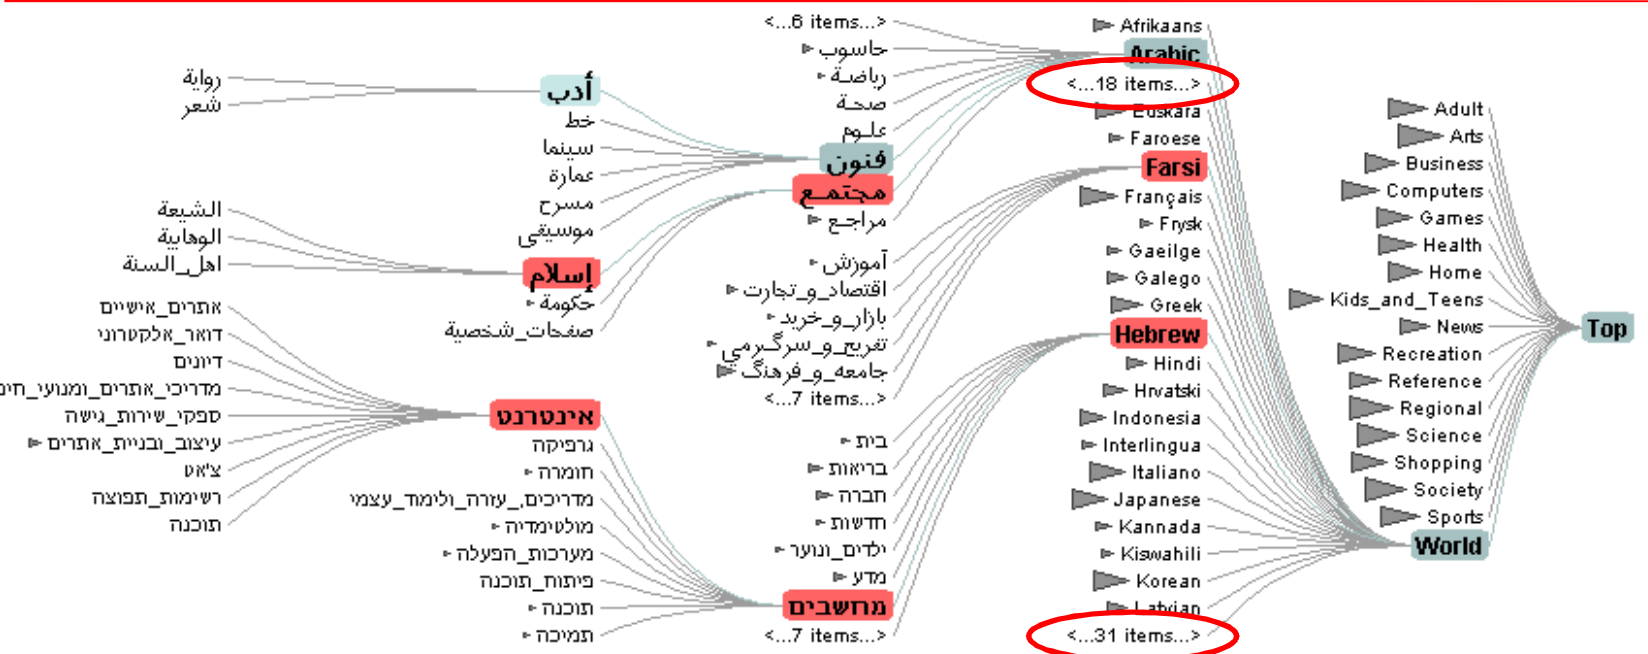 Top
Adult
Arts
Business
Computers
Games
Health
Home
Kids_and_Teens
News
Recreation
Reference
Regional
Science
Shopping
Society
Sports
World
Afrikaans
Arabic
<...18 items...>
Euskara
Faroese
Farsi
Français
Frysk
Gaeilge
Galego
Greek
Hebrew
Hindi
Hrvatski
Indonesia
Interlingua
Italiano
Japanese
Kannada
Kiswahili
Korean
Latvian
<...31 items...>
<...6 items...>
حاسوب
رياضة
صحة
علوم
فنون
مجتمع
مراجع
آموزش
اقتصاد_و_تجارت
بازار_و_خريد
تفريح_و_سرگرمي
جامعه_و_فرهنگ
<...7 items...>
בית
בריאות
חברה
חדשות
ילדים_ונוער
מדע
מחשבים
<...7 items...>
أدب
خط
سينما
عمارة
مسرح
موسيقى
إسلام
حكومة
صفحات_شخصية
אינטרנט
גרפיקה
חומרה
מדריכים,_עזרה_ולימוד_עצמי
מולטימדיה
מערכות_הפעלה
פיתוח_תוכנה
תוכנה
תמיכה
رواية
شعر
الشيعة
الوهابية
اهل_السنة
אתרים_אישיים
דואר_אלקטרוני
דיונים
מדריכי_אתרים_ומנועי_חיפ
ספקי_שירות_גישה
עיצוב_ובניית_אתרים
צ'אט
רשימות_תפוצה
תוכנה